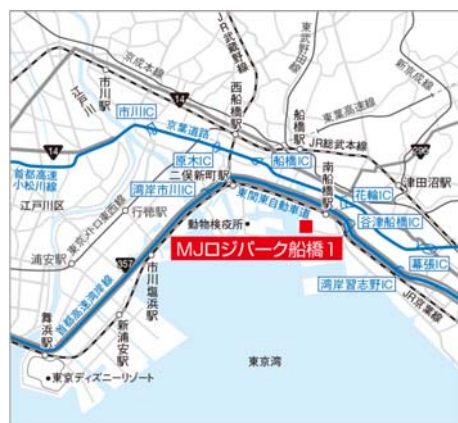 JR武蔵野線
東武野田線
新京成線
京成本線
江戸川
市川駅
14
西船橋駅
船橋駅
東葉高速線
市川IC
京葉道路
JR総武本線
296
14
原木IC
船橋IC
津田沼駅
首都高速
小松川線
二俣新町駅
南船橋駅
花輪IC
江戸川区
湾岸市川IC
東関東自動車道
谷津船橋IC
東京メトロ東西線
行徳駅
動物検疫所
幕張IC
浦安駅
MJロジパーク船橋1
357
市川塩浜駅
湾岸習志野IC
首都高速湾岸線
JR京葉線
舞浜駅
新浦安駅
東京湾
東京ディズニーリゾート